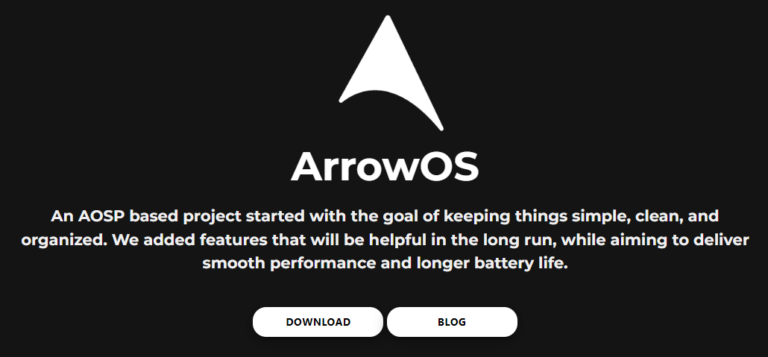 ArrowOS
An AOSP based project started with the goal of keeping things simple, clean, and
organized. We added features that will be helpful in the long run, while aiming to deliver
smooth performance and longer battery life.
DOWNLOAD
BLOG